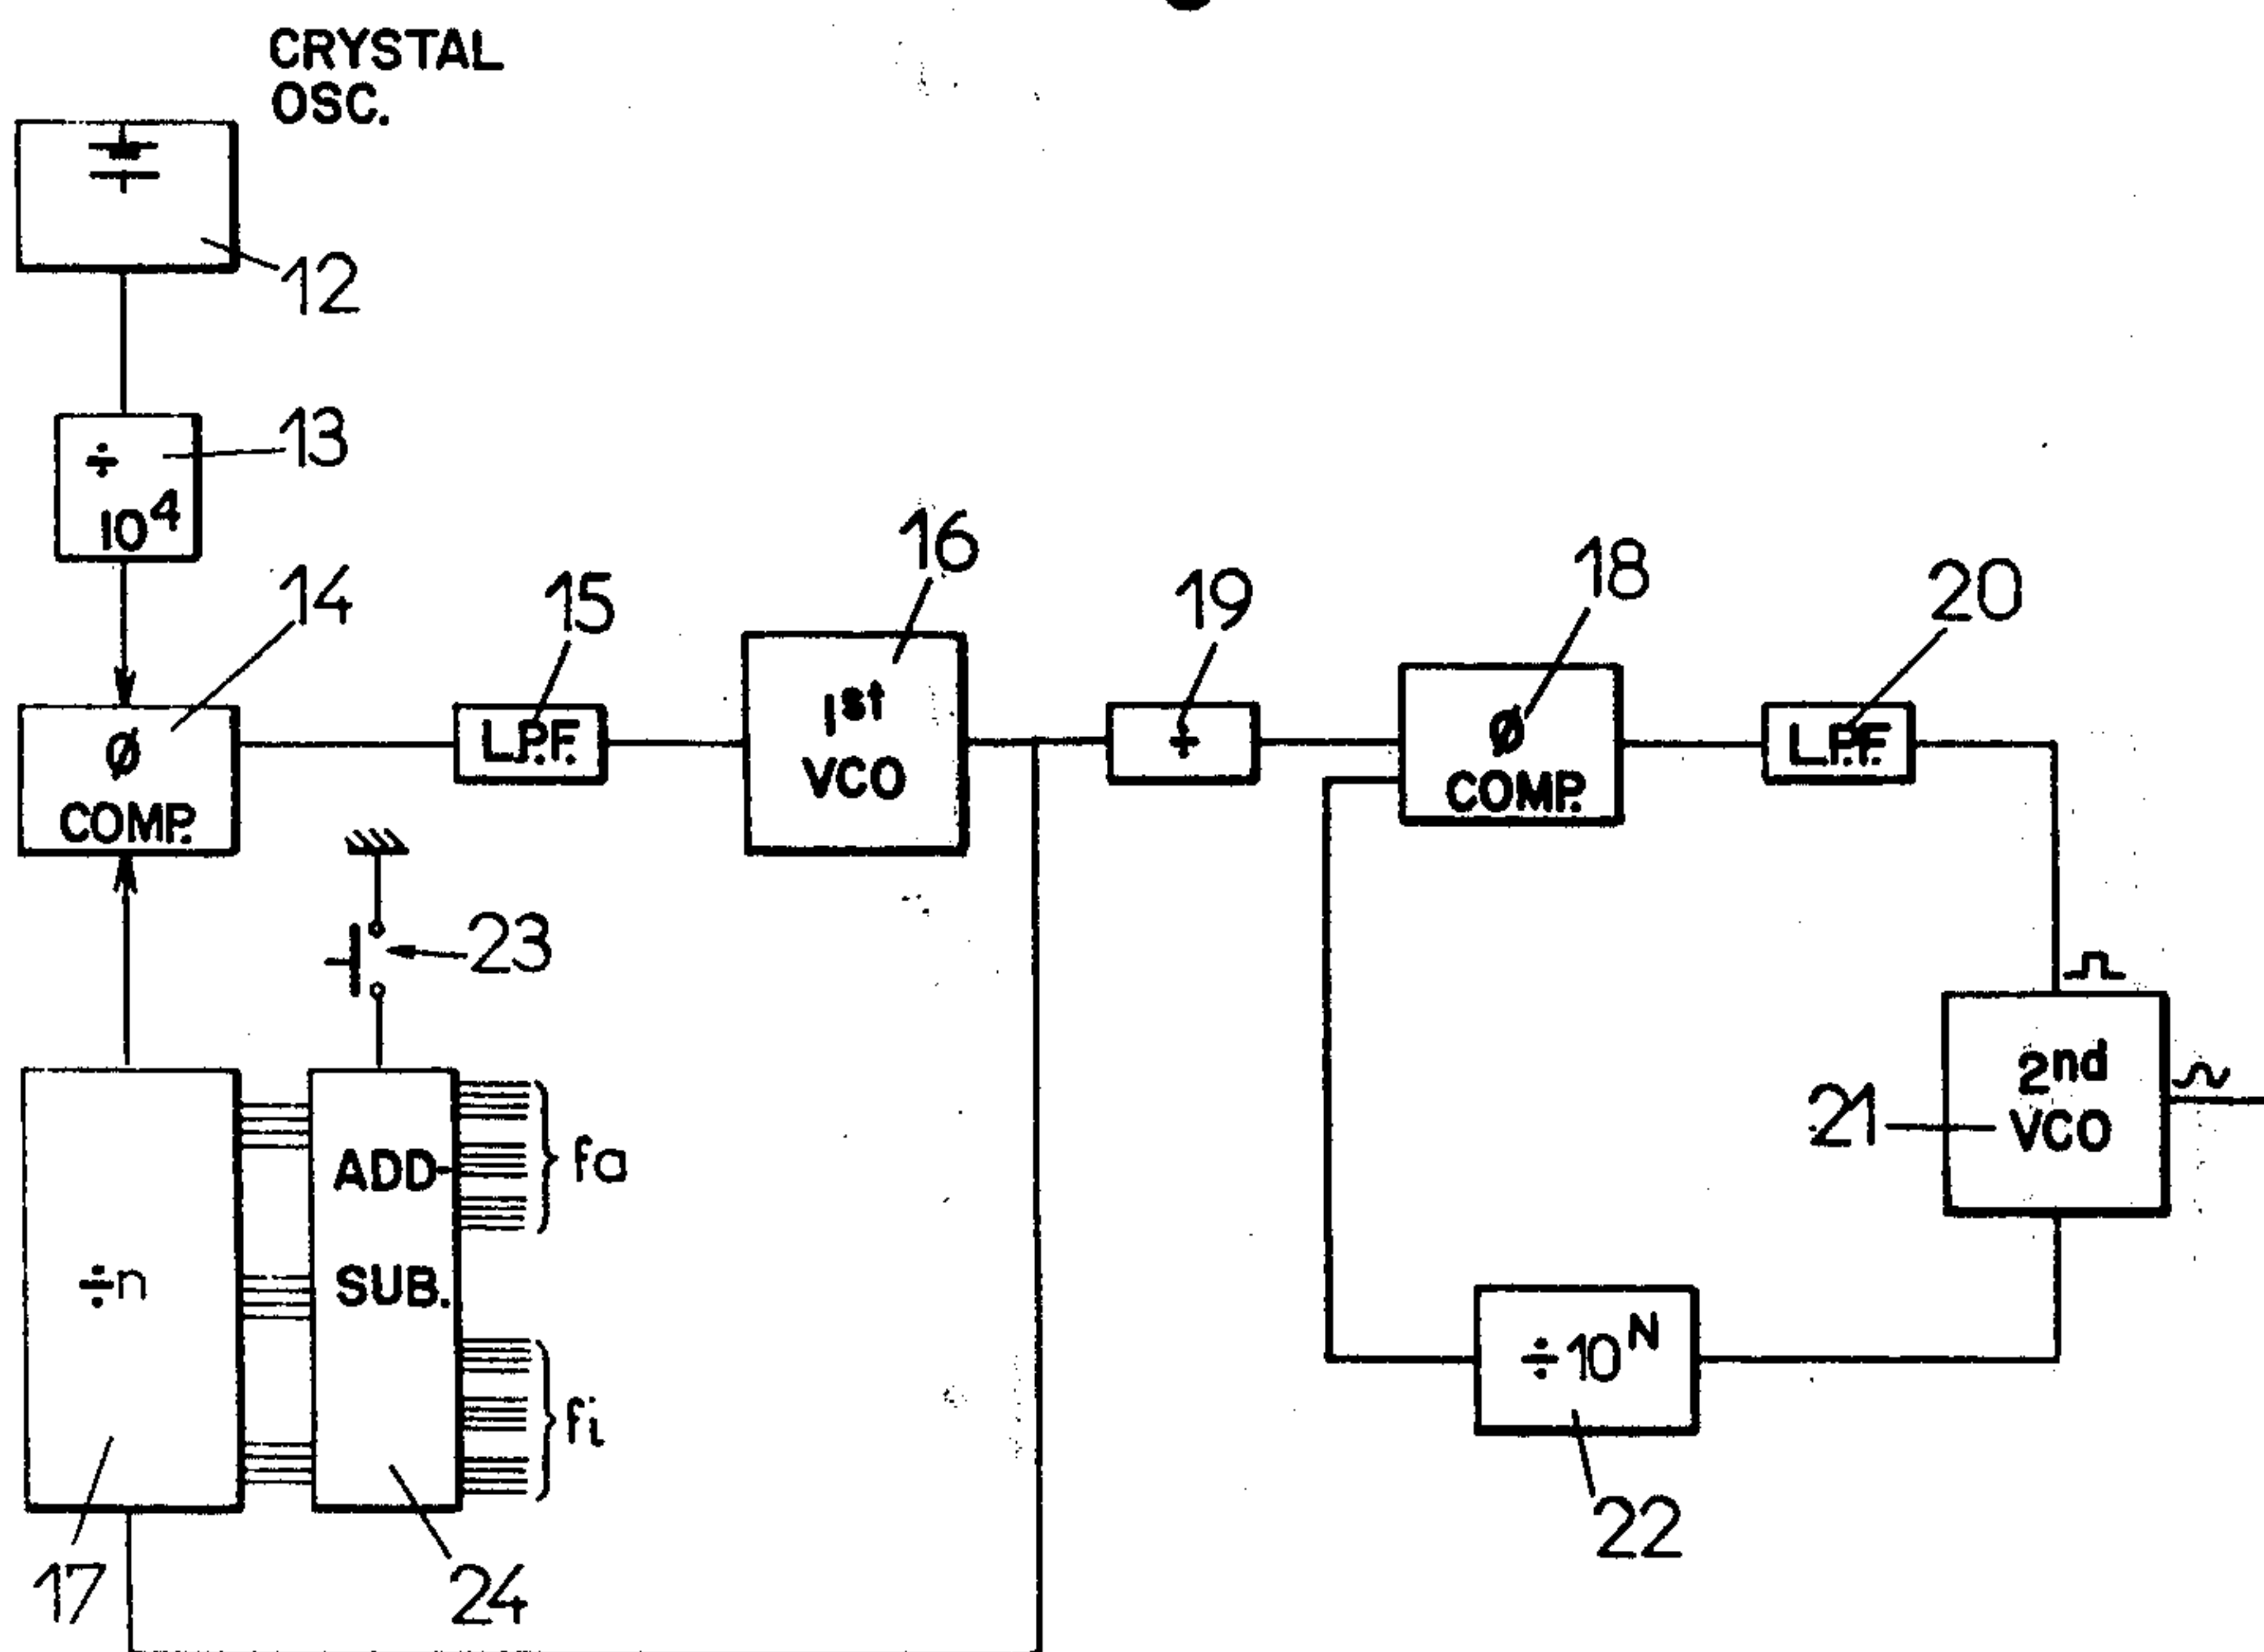 CRYSTAL
OSC.
12
÷
10⁴
13
14
ø
COMP.
15
L.P.F.
16
1st
VCO
19
÷
18
ø
COMP.
20
L.P.F.
23
21
2nd
VCO
ADD-
SUB.
fa
fi
÷n
÷10ᴺ
17
24
22